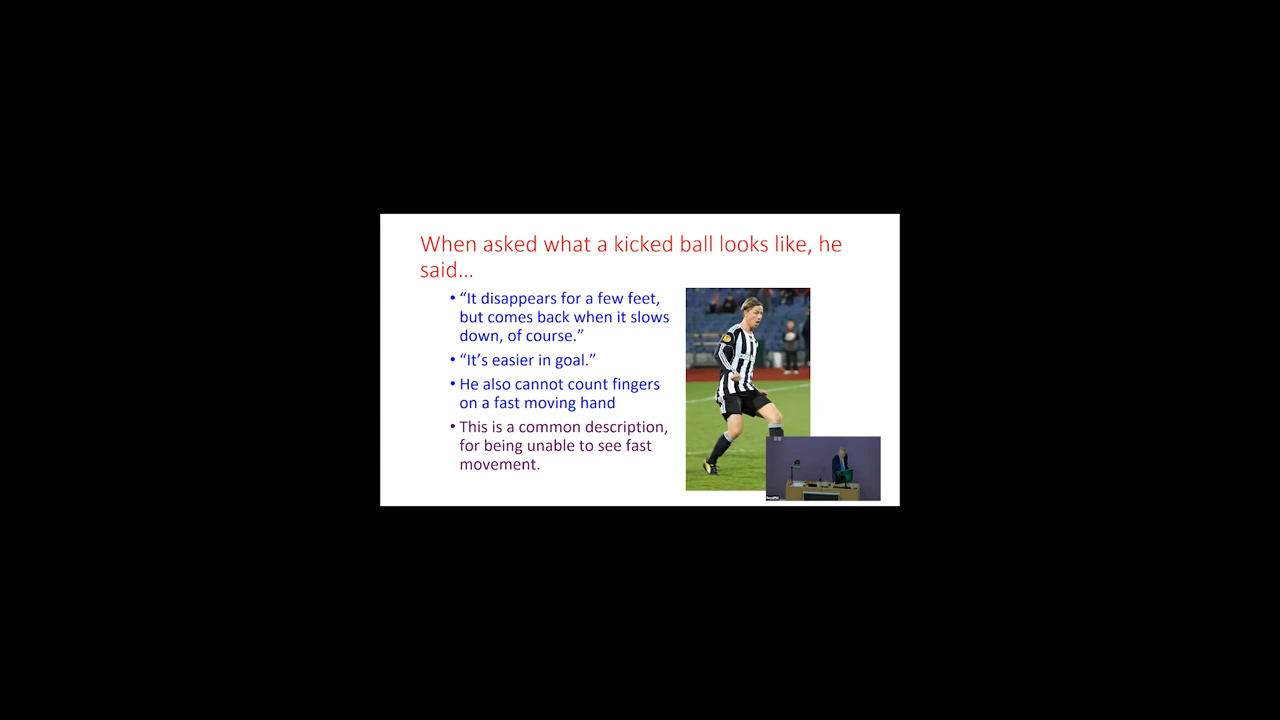 When asked what a kicked ball looks like, he
said...
• “It disappears for a few feet,
but comes back when it slows
down, of course.”
• “It’s easier in goal.”
• He also cannot count fingers
on a fast moving hand
• This is a common description,
for being unable to see fast
movement.